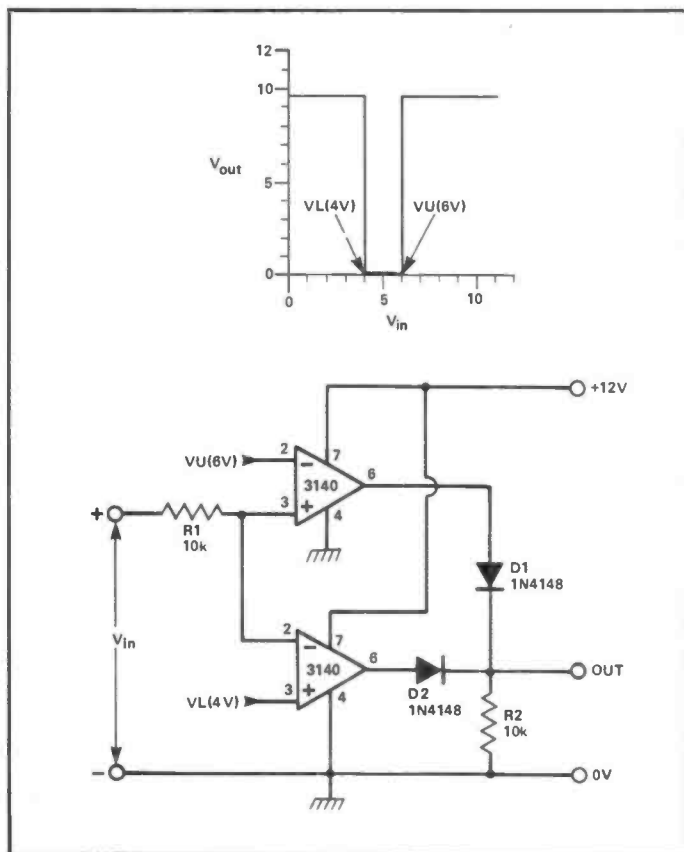 12
10
V_out
5
VL(4V)
VU(6V)
0
0
5
10
V_in
+12V
VU(6V)
2
7
6
−
3140
+
3
4
+
R1
10k
D1
1N4148
V_in
2
7
6
−
3140
+
OUT
VL(4V)
3
4
D2
1N4148
R2
10k
−
0V